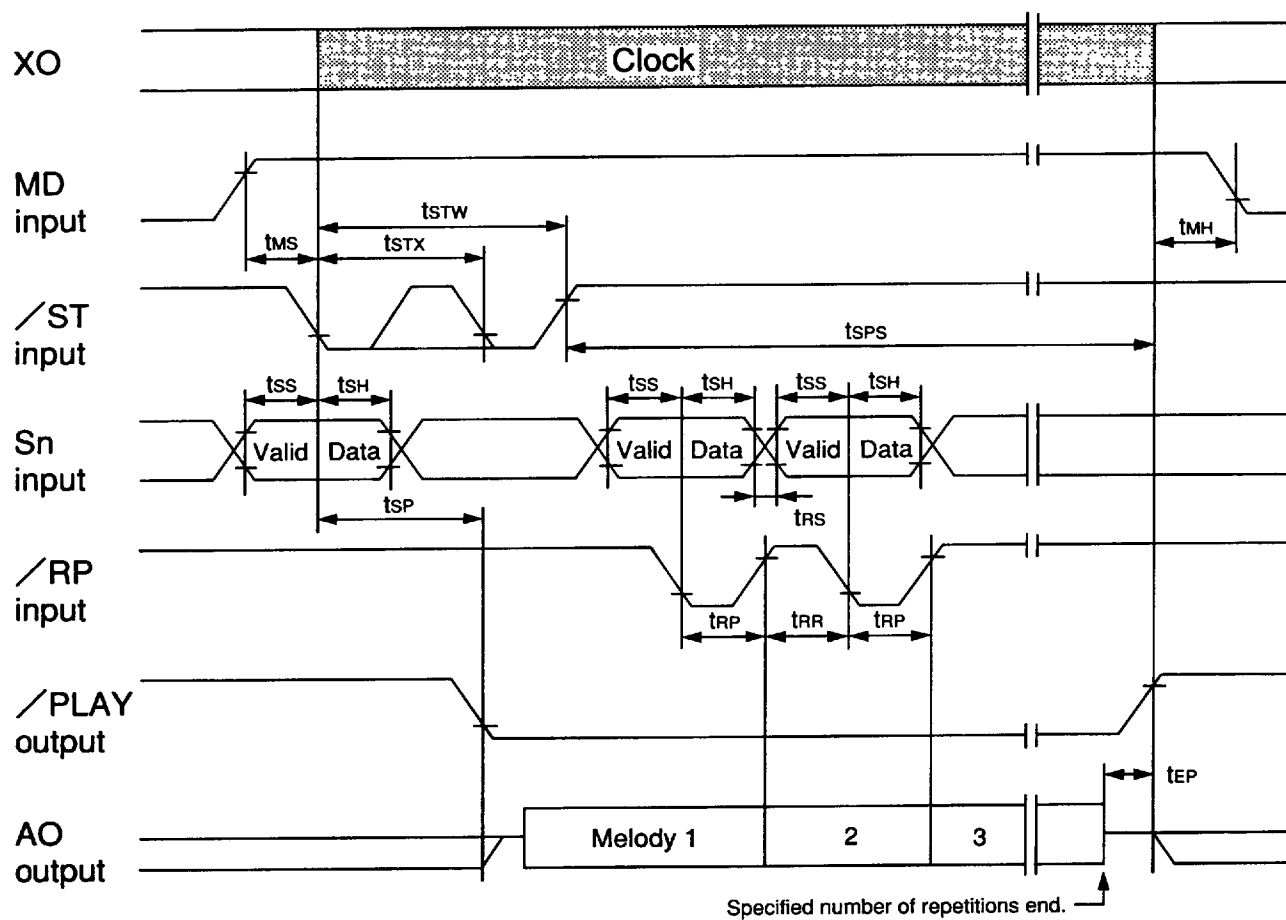 XO
Clock
MD
input
tMS
tSTW
tSTX
tMH
/ST
input
tSPS
tSS
tSH
tSS
tSH
tSS
tSH
Sn
input
Valid
Data
Valid
Data
Valid
Data
tSP
tRS
/RP
input
tRP
tRR
tRP
/PLAY
output
tEP
AO
output
Melody 1
2
3
Specified number of repetitions end.